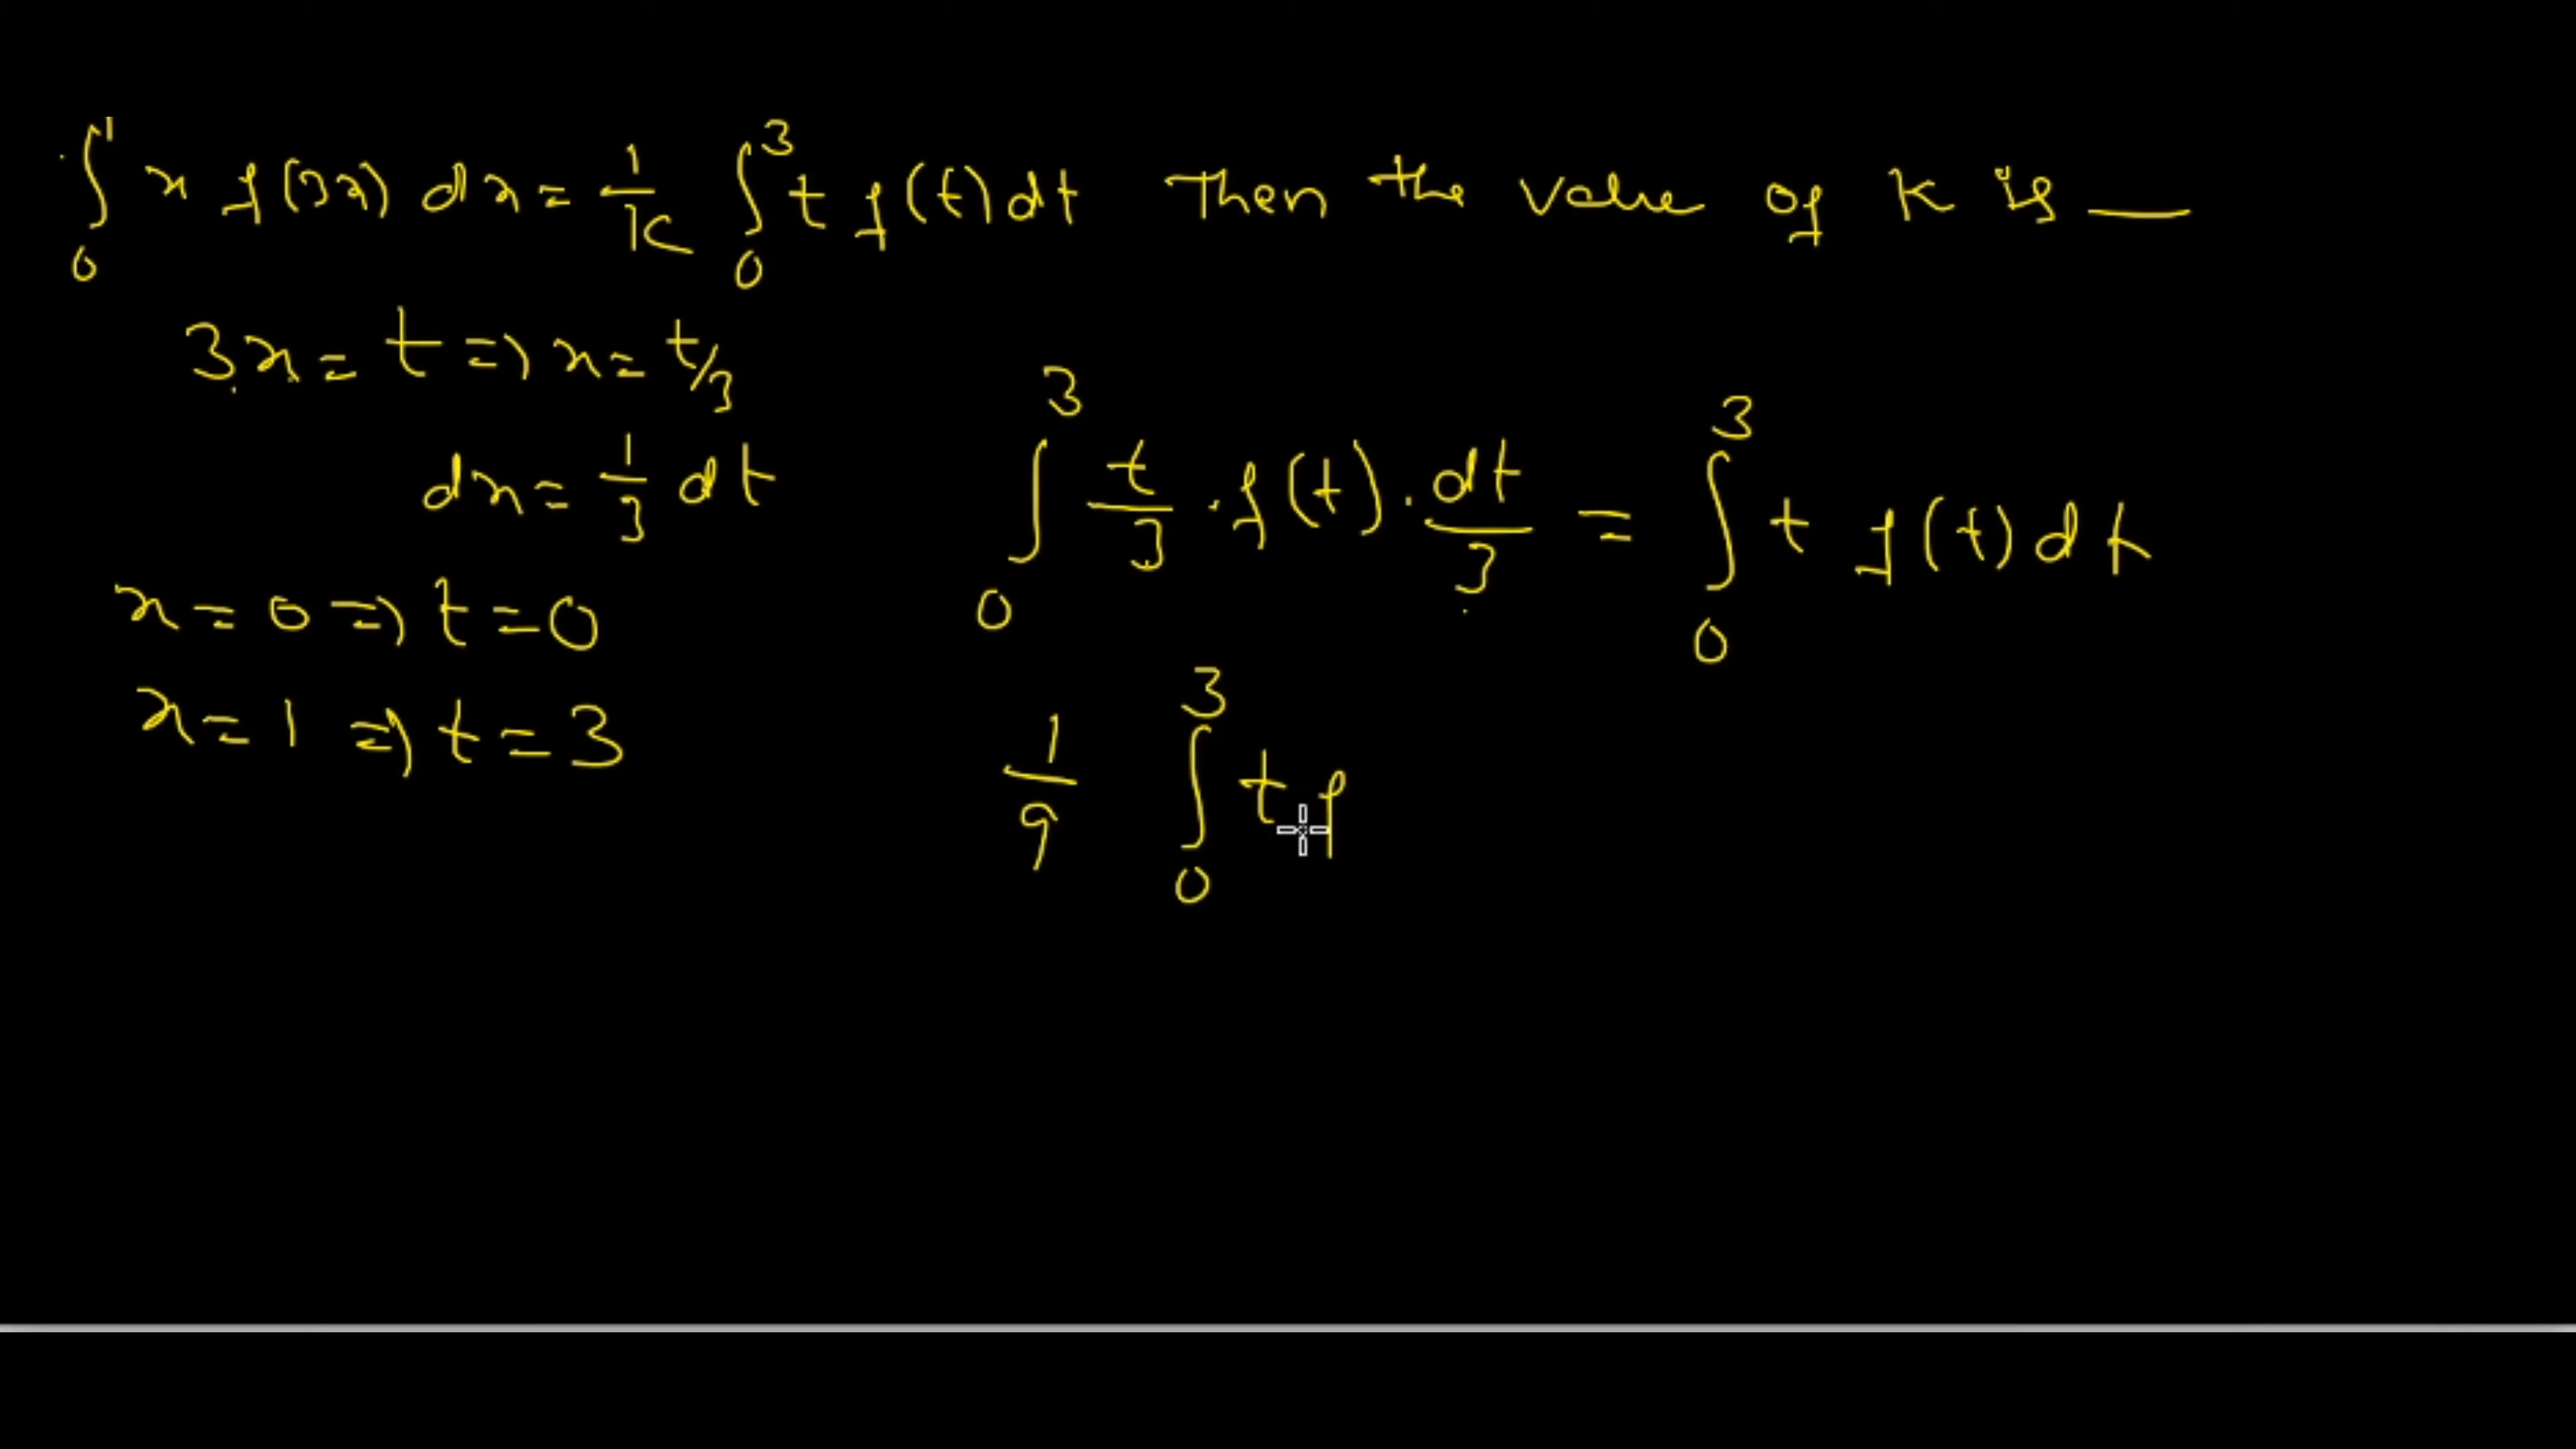 ∫₀¹ x f(3x) dx = 1/K ∫₀³ t f(t) dt Then the value of K is __
3x = t => x = t/3
dx = 1/3 dt
x = 0 => t = 0
x = 1 => t = 3
∫₀³ t/3 · f(t) · dt/3 = ∫₀³ t f(t) dt
1/9 ∫₀³ t f